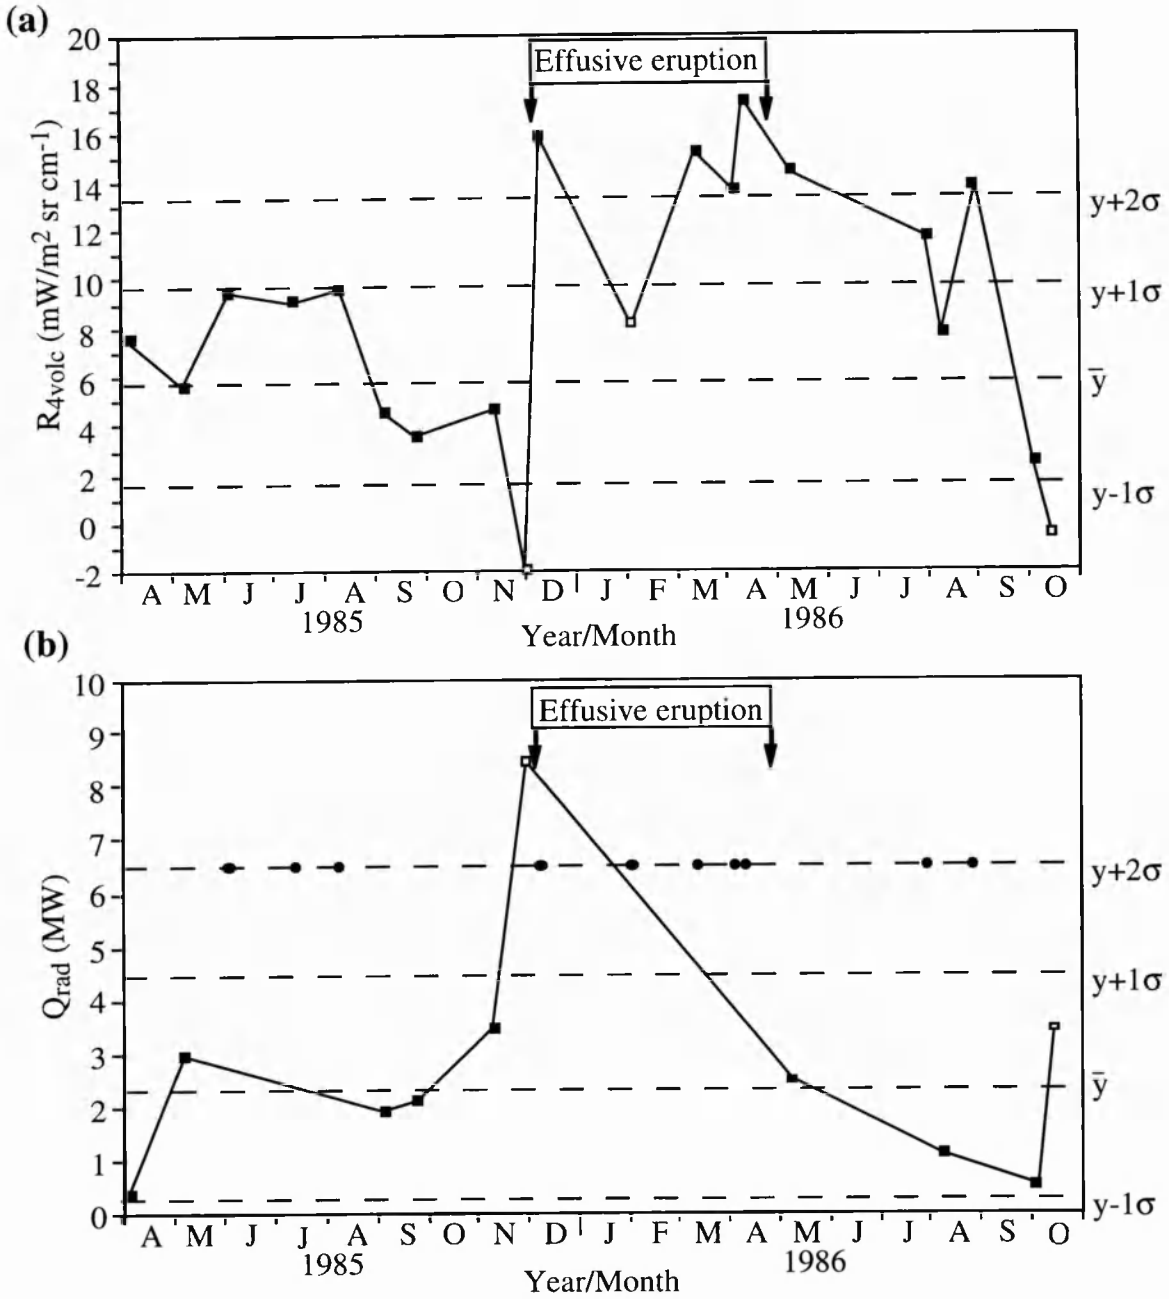 (a)
20
18
16
14
12
10
8
6
4
2
0
-2
R4volc (mW/m2 sr cm-1)
Effusive eruption
y+2σ
y+1σ
ȳ
y-1σ
A M J J A S O N D J F M A M J J A S O
1985 1986
Year/Month
(b)
10
9
8
7
6
5
4
3
2
1
0
Qrad (MW)
Effusive eruption
ȳ+2σ
y+1σ
ȳ
y-1σ
A M J J A S O N D J F M A M J J A S O
1985 1986
Year/Month